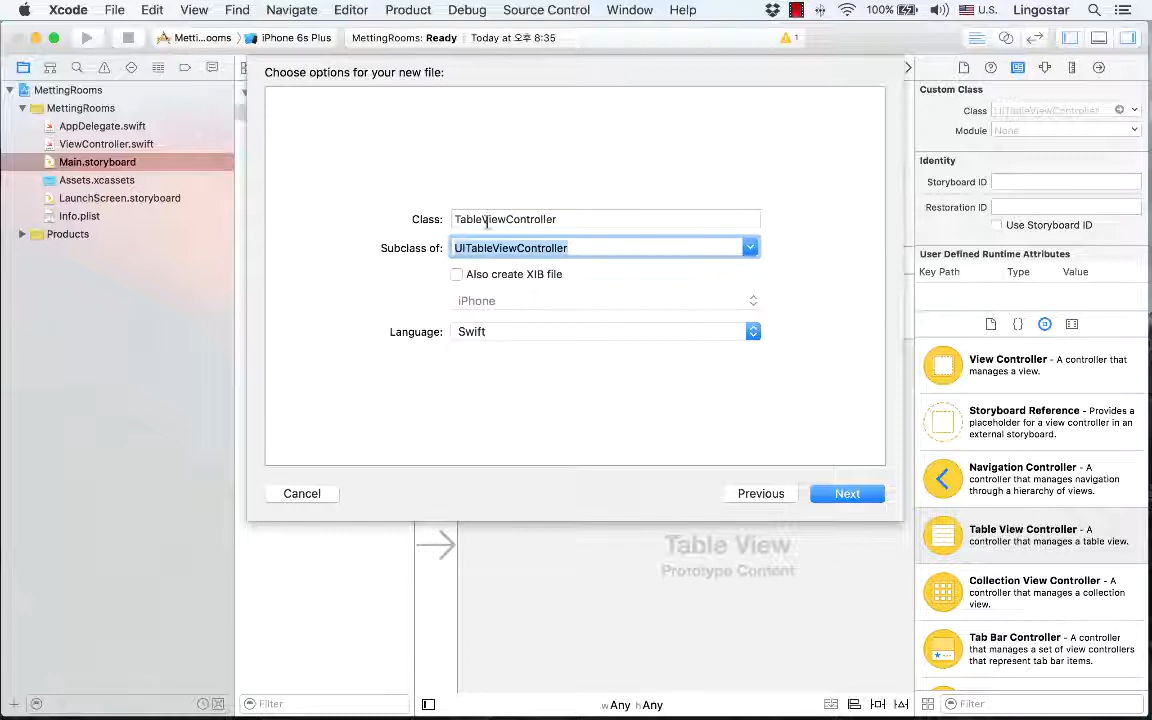 Xcode File Edit View Find Navigate Editor Product Debug Source Control Window Help 100% U.S. Lingostar
Metti...ooms iPhone 6s Plus MettingRooms: Ready Today at 오후 8:35 1
MettingRooms
MettingRooms
AppDelegate.swift
ViewController.swift
Main.storyboard
Assets.xcassets
LaunchScreen.storyboard
Info.plist
Products
Choose options for your new file:
Class: TableViewController
Subclass of: UITableViewController
Also create XIB file
iPhone
Language: Swift
Cancel Previous Next
Table View
Prototype Content
Custom Class
Class UITableViewController
Module None
Identity
Storyboard ID
Restoration ID
Use Storyboard ID
User Defined Runtime Attributes
Key Path Type Value
View Controller - A controller that
manages a view.
Storyboard Reference - Provides a
placeholder for a view controller in an
external storyboard.
Navigation Controller - A
controller that manages navigation
through a hierarchy of views.
Table View Controller - A
controller that manages a table view.
Collection View Controller - A
controller that manages a collection
view.
Tab Bar Controller - A controller
that manages a set of view controllers
that represent tab bar items.
Filter
wAny hAny
Filter